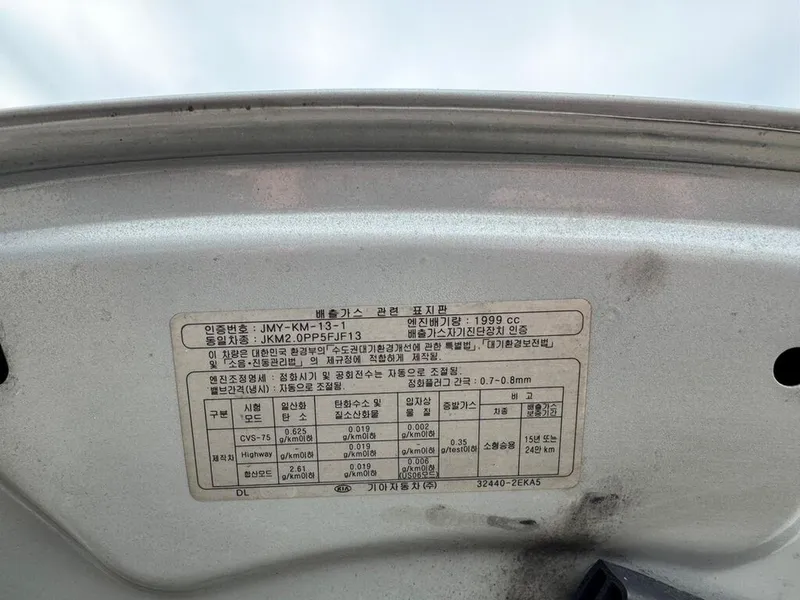 배출가스 관련 표지판
인증번호 : JMY-KM-13-1 엔진배기량 : 1999 cc
동일차종 : JKM2.0PP5FJF13 배출가스자기진단장치 인증
이 차량은 대한민국 환경부의 「수도권대기환경개선에 관한 특별법」, 「대기환경보전법」
및 「소음·진동관리법」의 제규정에 적합하게 제작됨.
엔진조정명세 : 점화시기 및 공회전수는 자동으로 조절됨.
밸브간격(냉시) : 자동으로 조절됨. 점화플러그 간극 : 0.7-0.8mm
구분 시험 모드 일산화 탄소 탄화수소 및 질소산화물 입자상 물질 증발가스 비고
차종 배출가스 보증기간
제작차 CVS-75 0.625 g/km이하 0.019 g/km이하 0.002 g/km이하 0.35 g/test이하 소형승용 15년 또는 24만 km
Highway - g/km이하 0.019 g/km이하 - g/km이하
합산모드 2.61 g/km이하 0.019 g/km이하 0.006 g/km이하 (US06모드)
DL KIA 기아자동차(주) 32440-2EKA5